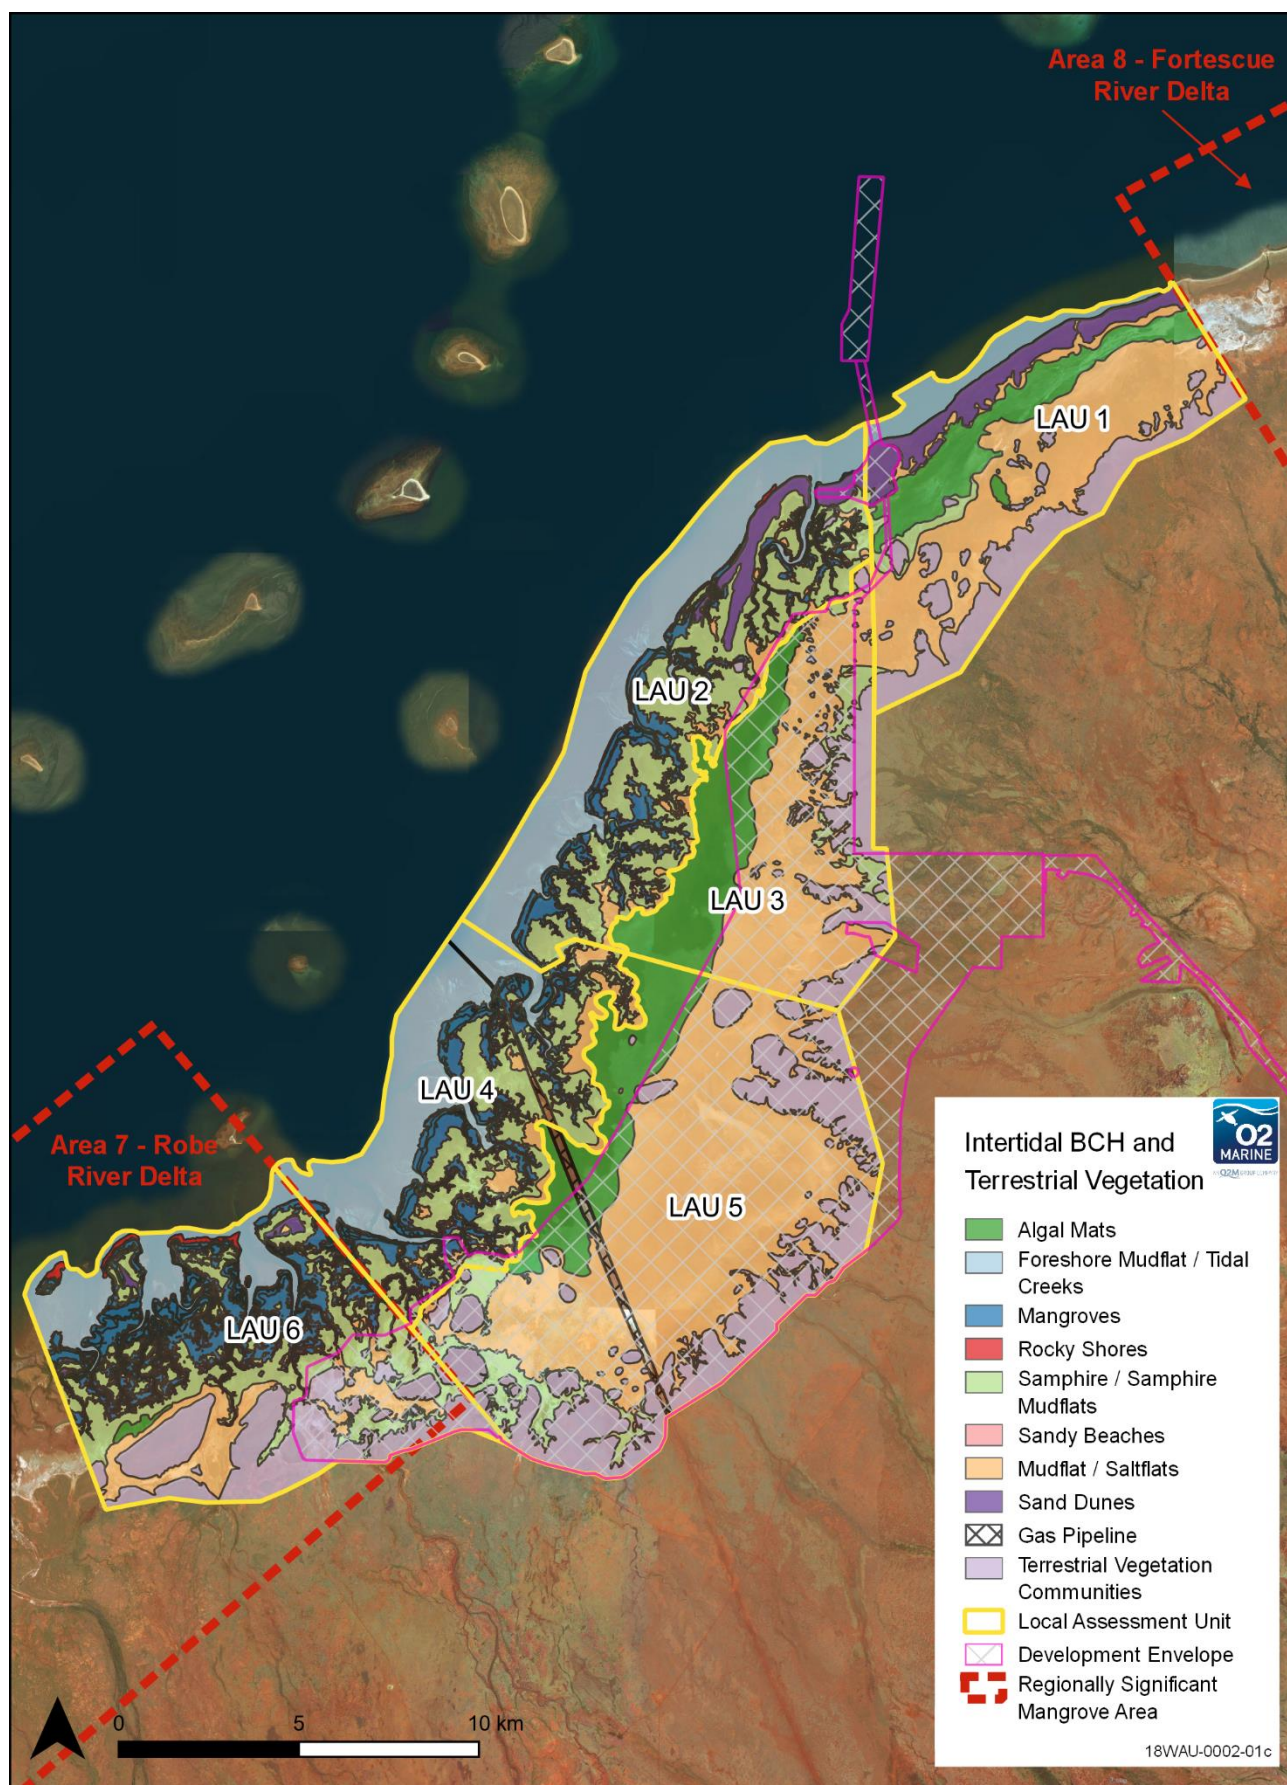 Area 8 - Fortescue
River Delta
LAU 1
LAU 2
LAU 3
LAU 4
Area 7 - Robe
River Delta
LAU 5
LAU 6
Intertidal BCH and
Terrestrial Vegetation
O2
MARINE
Algal Mats
Foreshore Mudflat / Tidal
Creeks
Mangroves
Rocky Shores
Samphire / Samphire
Mudflats
Sandy Beaches
Mudflat / Saltflats
Sand Dunes
Gas Pipeline
Terrestrial Vegetation
Communities
Local Assessment Unit
Development Envelope
Regionally Significant
Mangrove Area
18WAU-0002-01c
0 5 10 km